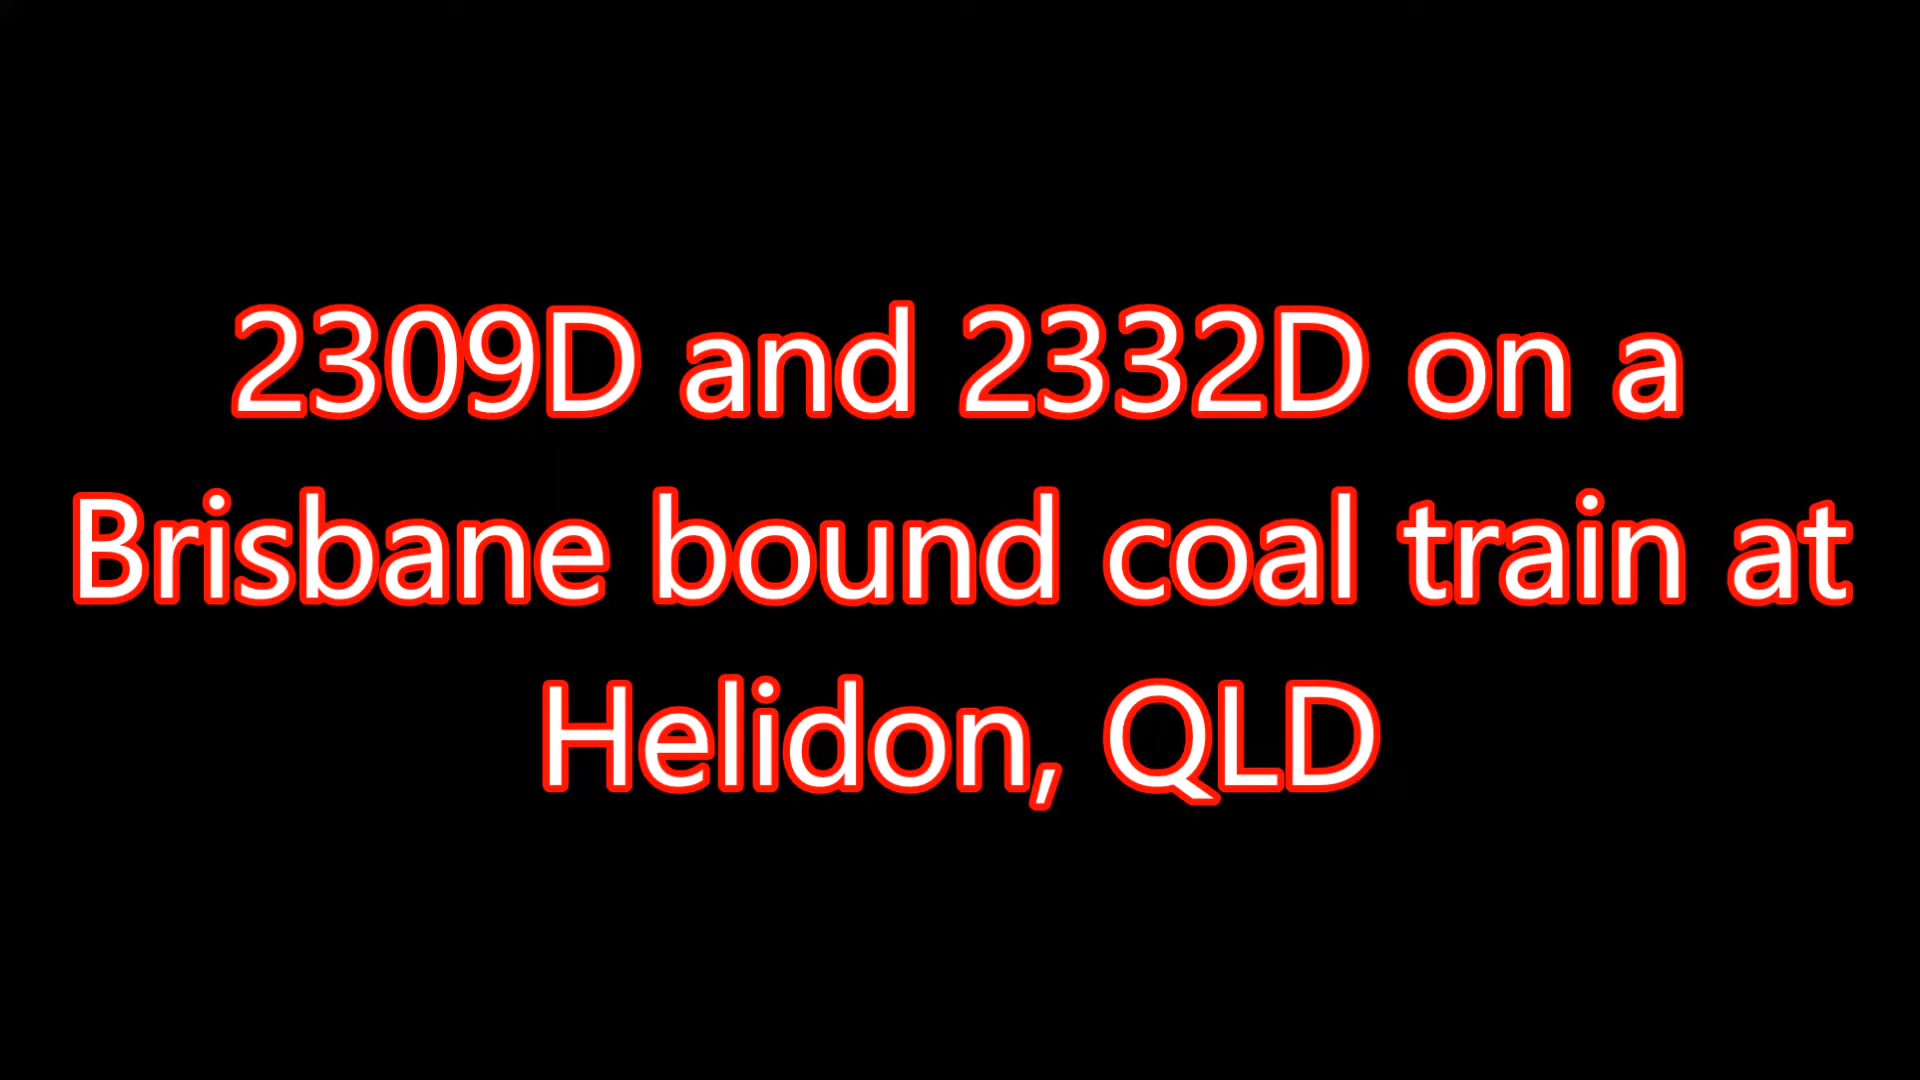 2309D and 2332D on a
Brisbane bound coal train at
Helidon, QLD